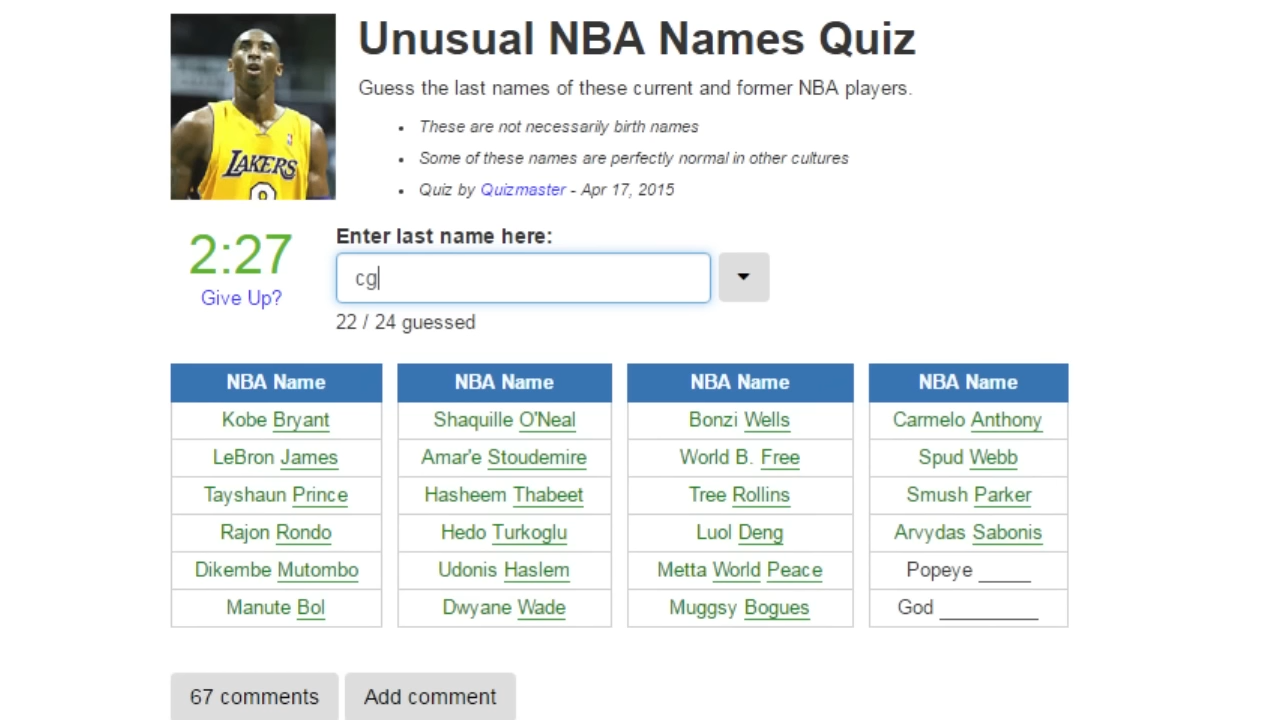 Unusual NBA Names Quiz
Guess the last names of these current and former NBA players.
• These are not necessarily birth names
• Some of these names are perfectly normal in other cultures
• Quiz by Quizmaster - Apr 17, 2015
LAKERS
8
2:27
Give Up?
Enter last name here:
cg
22 / 24 guessed
NBA Name NBA Name NBA Name NBA Name
Kobe Bryant Shaquille O'Neal Bonzi Wells Carmelo Anthony
LeBron James Amar'e Stoudemire World B. Free Spud Webb
Tayshaun Prince Hasheem Thabeet Tree Rollins Smush Parker
Rajon Rondo Hedo Turkoglu Luol Deng Arvydas Sabonis
Dikembe Mutombo Udonis Haslem Metta World Peace Popeye _____
Manute Bol Dwyane Wade Muggsy Bogues God _________
67 comments Add comment